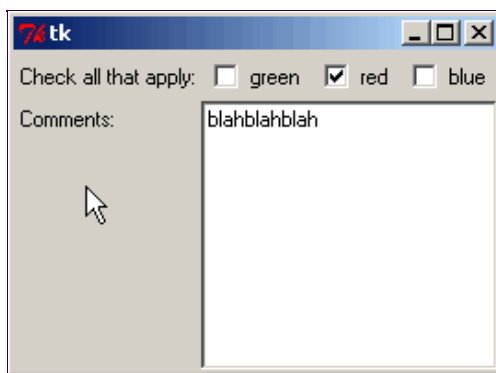 tk
Check all that apply: green red blue
Comments: blahblahblah